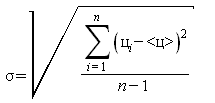 σ = √( ∑_{i=1}^{n} (ц_i − <ц>)² / (n − 1) )